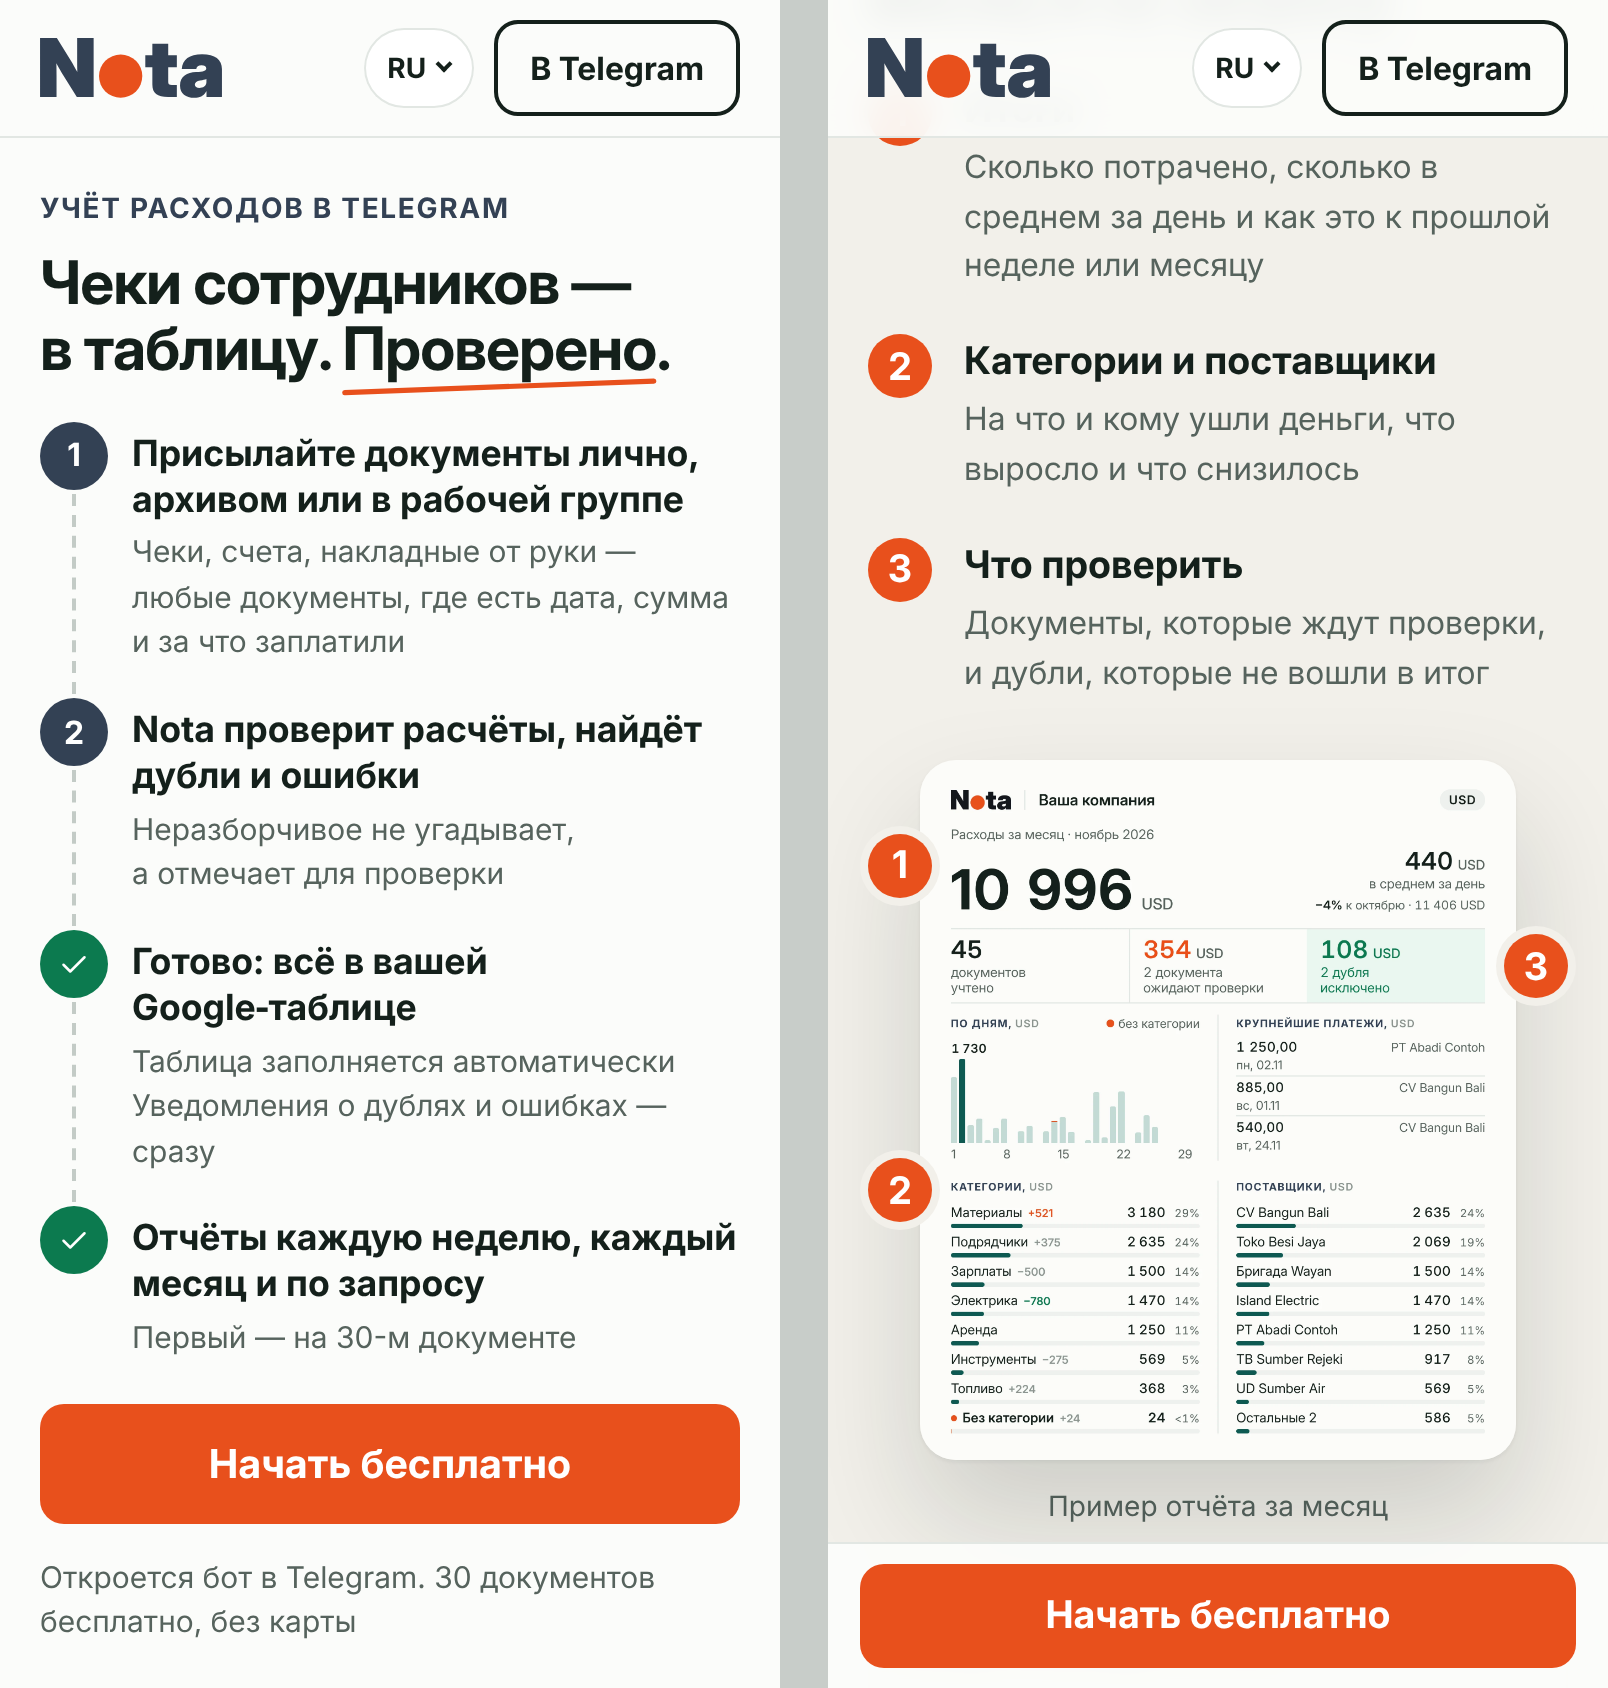 Nota
RU
В Telegram
УЧЁТ РАСХОДОВ В TELEGRAM
Чеки сотрудников —
в таблицу. Проверено.
1
Присылайте документы лично,
архивом или в рабочей группе
Чеки, счета, накладные от руки —
любые документы, где есть дата, сумма
и за что заплатили
2
Nota проверит расчёты, найдёт
дубли и ошибки
Неразборчивое не угадывает,
а отмечает для проверки
Готово: всё в вашей
Google-таблице
Таблица заполняется автоматически
Уведомления о дублях и ошибках —
сразу
Отчёты каждую неделю, каждый
месяц и по запросу
Первый — на 30-м документе
Начать бесплатно
Откроется бот в Telegram. 30 документов
бесплатно, без карты
Nota
RU
В Telegram
Сколько потрачено, сколько в
среднем за день и как это к прошлой
неделе или месяцу
2
Категории и поставщики
На что и кому ушли деньги, что
выросло и что снизилось
3
Что проверить
Документы, которые ждут проверки,
и дубли, которые не вошли в итог
Nota Ваша компания USD
Расходы за месяц · ноябрь 2026
1
10 996 USD
440 USD
в среднем за день
−4% к октябрю · 11 406 USD
45
документов
учтено
354 USD
2 документа
ожидают проверки
108 USD
2 дубля
исключено
3
ПО ДНЯМ, USD
без категории
1 730
1 8 15 22 29
КРУПНЕЙШИЕ ПЛАТЕЖИ, USD
1 250,00 PT Abadi Contoh
пн, 02.11
885,00 CV Bangun Bali
вс, 01.11
540,00 CV Bangun Bali
вт, 24.11
2
КАТЕГОРИИ, USD
Материалы +521 3 180 29%
Подрядчики +375 2 635 24%
Зарплаты −500 1 500 14%
Электрика −780 1 470 14%
Аренда 1 250 11%
Инструменты −275 569 5%
Топливо +224 368 3%
Без категории +24 24 <1%
ПОСТАВЩИКИ, USD
CV Bangun Bali 2 635 24%
Toko Besi Jaya 2 069 19%
Бригада Wayan 1 500 14%
Island Electric 1 470 14%
PT Abadi Contoh 1 250 11%
TB Sumber Rejeki 917 8%
UD Sumber Air 569 5%
Остальные 2 586 5%
Пример отчёта за месяц
Начать бесплатно